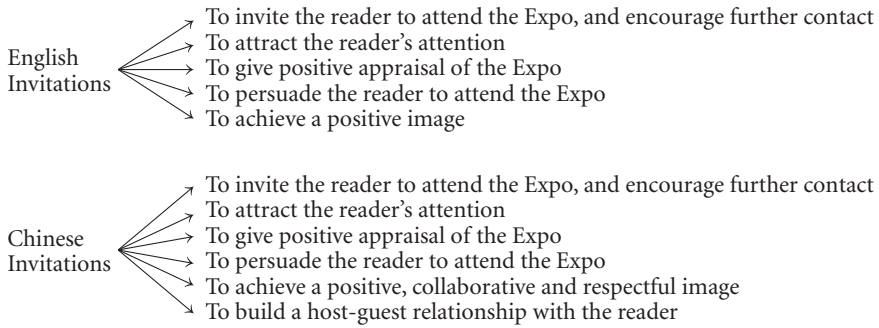 English
Invitations
To invite the reader to attend the Expo, and encourage further contact
To attract the reader's attention
To give positive appraisal of the Expo
To persuade the reader to attend the Expo
To achieve a positive image
Chinese
Invitations
To invite the reader to attend the Expo, and encourage further contact
To attract the reader's attention
To give positive appraisal of the Expo
To persuade the reader to attend the Expo
To achieve a positive, collaborative and respectful image
To build a host-guest relationship with the reader